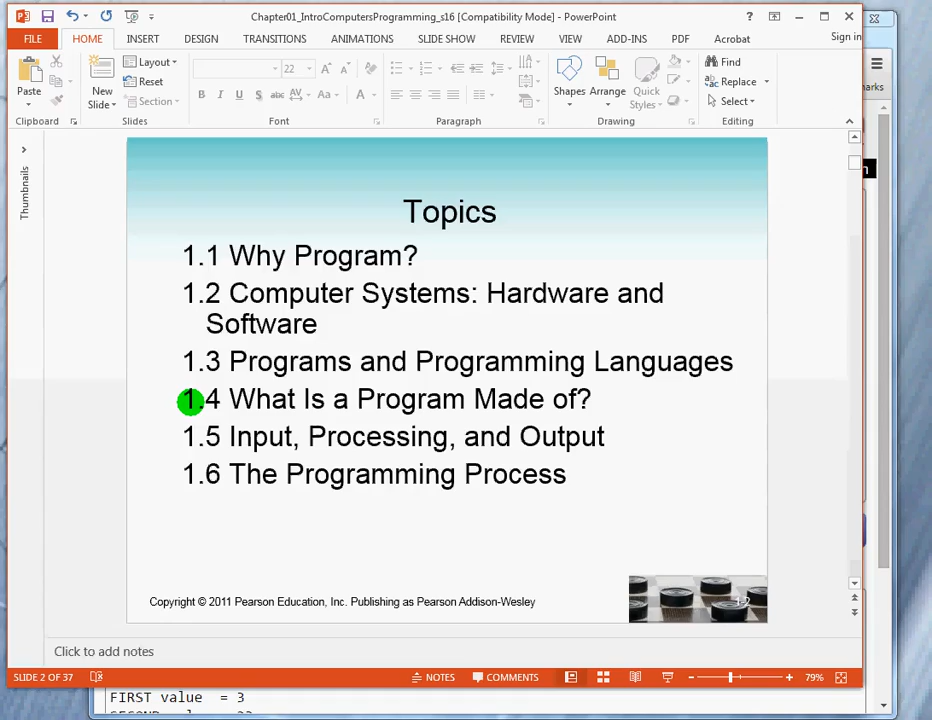 Chapter01_IntroComputersProgramming_s16 [Compatibility Mode] - PowerPoint
?
FILE HOME INSERT DESIGN TRANSITIONS ANIMATIONS SLIDE SHOW REVIEW VIEW ADD-INS PDF Acrobat Sign in
Paste
New
Slide
Layout
Reset
Section
22
B I U S abc AV Aa A
Shapes
Arrange
Quick
Styles
Find
Replace
Select
Clipboard Slides Font Paragraph Drawing Editing
arks
Thumbnails
Topics
1.1 Why Program?
1.2 Computer Systems: Hardware and
Software
1.3 Programs and Programming Languages
1.4 What Is a Program Made of?
1.5 Input, Processing, and Output
1.6 The Programming Process
Copyright © 2011 Pearson Education, Inc. Publishing as Pearson Addison-Wesley
Click to add notes
SLIDE 2 OF 37 NOTES COMMENTS 79%
FIRST value = 3